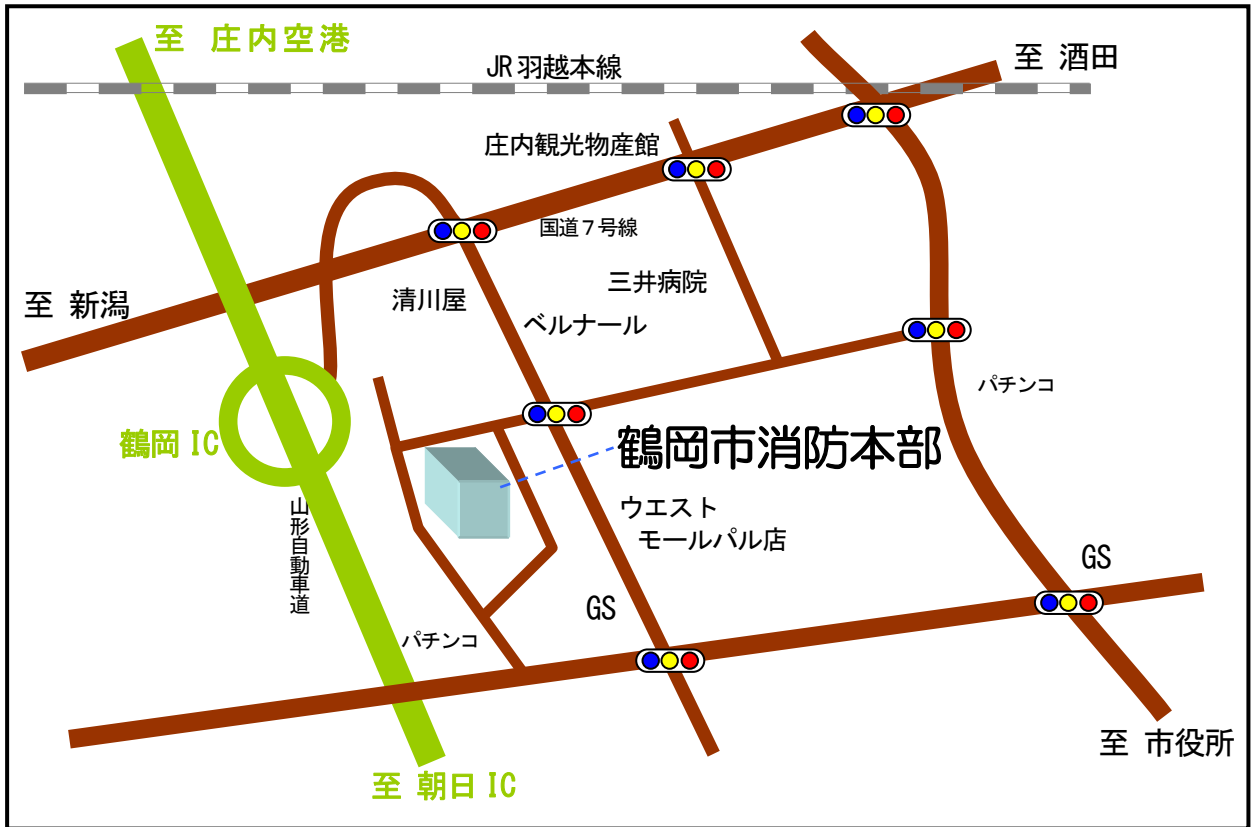 至 庄内空港
JR羽越本線
至 酒田
庄内観光物産館
国道7号線
三井病院
至 新潟
清川屋
ベルナール
パチンコ
鶴岡IC
鶴岡市消防本部
山形自動車道
ウエスト
モールパル店
GS
GS
パチンコ
至 市役所
至 朝日IC